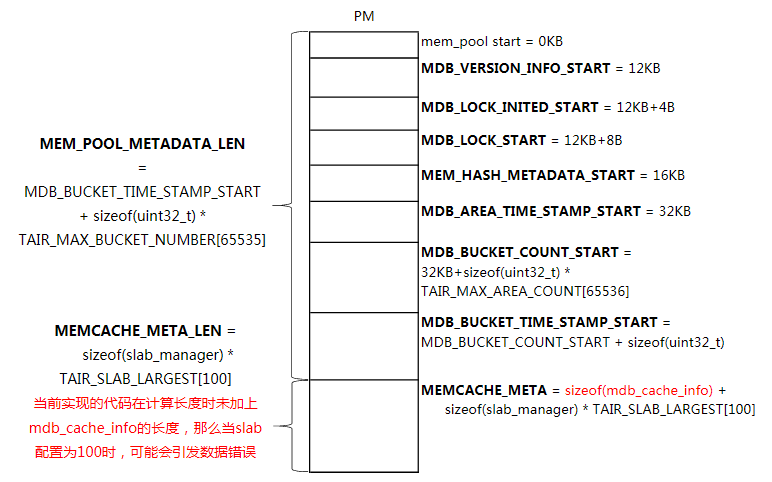 PM
mem_pool start = 0KB
MDB_VERSION_INFO_START = 12KB
MDB_LOCK_INITED_START = 12KB+4B
MDB_LOCK_START = 12KB+8B
MEM_HASH_METADATA_START = 16KB
MDB_AREA_TIME_STAMP_START = 32KB
MDB_BUCKET_COUNT_START =
32KB+sizeof(uint32_t) *
TAIR_MAX_AREA_COUNT[65536]
MDB_BUCKET_TIME_STAMP_START =
MDB_BUCKET_COUNT_START + sizeof(uint32_t)
MEMCACHE_META = sizeof(mdb_cache_info) +
sizeof(slab_manager) * TAIR_SLAB_LARGEST[100]
MEM_POOL_METADATA_LEN
=
MDB_BUCKET_TIME_STAMP_START
+ sizeof(uint32_t) *
TAIR_MAX_BUCKET_NUMBER[65535]
MEMCACHE_META_LEN =
sizeof(slab_manager) *
TAIR_SLAB_LARGEST[100]
当前实现的代码在计算长度时未加上
mdb_cache_info的长度，那么当slab
配置为100时，可能会引发数据错误